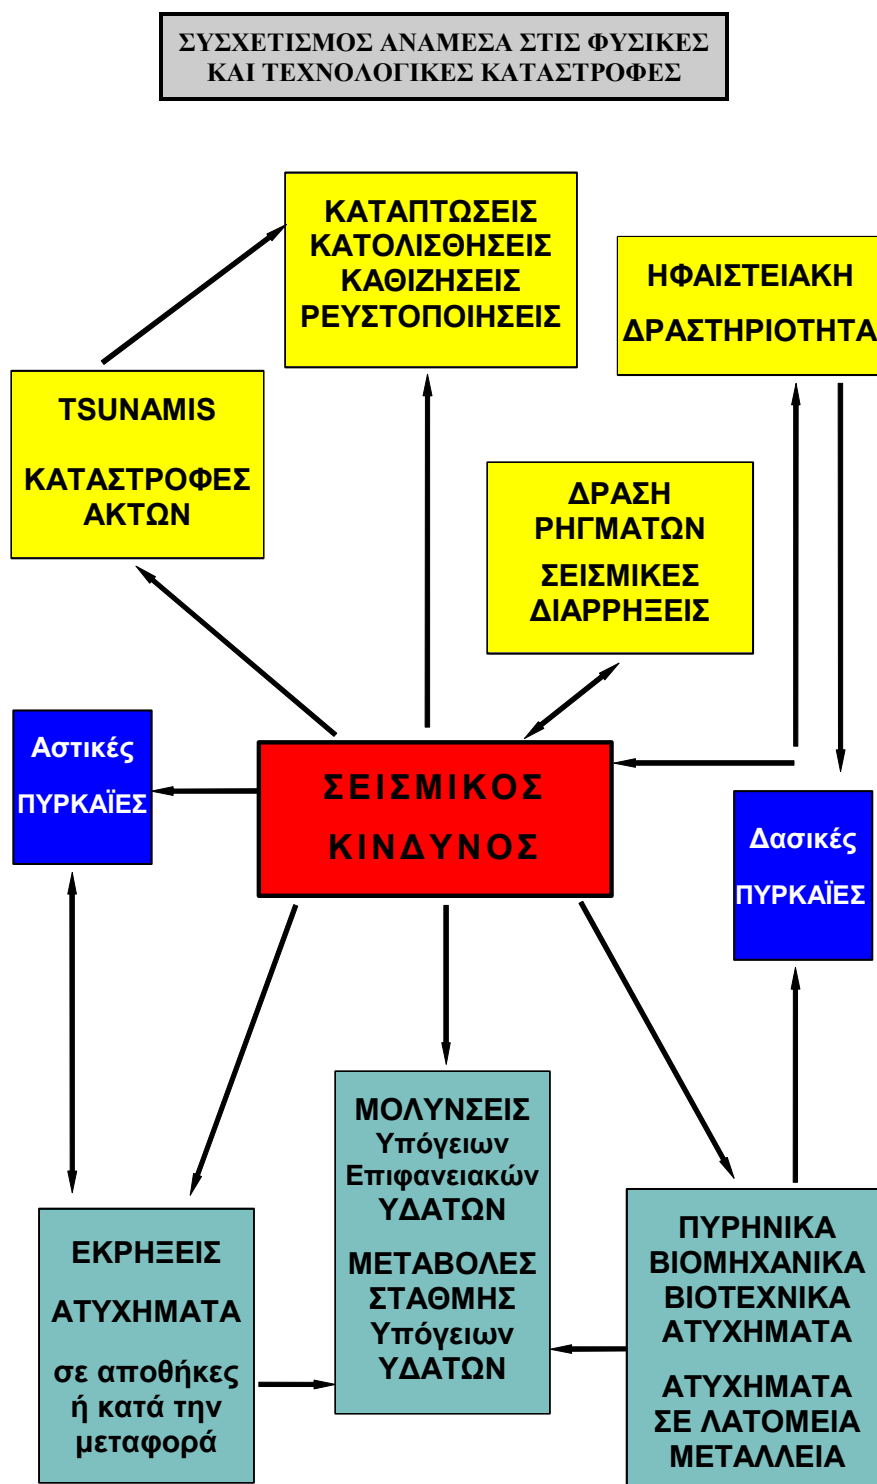 ΣΥΣΧΕΤΙΣΜΟΣ ΑΝΑΜΕΣΑ ΣΤΙΣ ΦΥΣΙΚΕΣ
ΚΑΙ ΤΕΧΝΟΛΟΓΙΚΕΣ ΚΑΤΑΣΤΡΟΦΕΣ
ΚΑΤΑΠΤΩΣΕΙΣ
ΚΑΤΟΛΙΣΘΗΣΕΙΣ
ΚΑΘΙΖΗΣΕΙΣ
ΡΕΥΣΤΟΠΟΙΗΣΕΙΣ
ΗΦΑΙΣΤΕΙΑΚΗ
ΔΡΑΣΤΗΡΙΟΤΗΤΑ
TSUNAMIS
ΚΑΤΑΣΤΡΟΦΕΣ
ΑΚΤΩΝ
ΔΡΑΣΗ
ΡΗΓΜΑΤΩΝ
ΣΕΙΣΜΙΚΕΣ
ΔΙΑΡΡΗΞΕΙΣ
Αστικές
ΠΥΡΚΑΪΕΣ
ΣΕΙΣΜΙΚΟΣ
ΚΙΝΔΥΝΟΣ
Δασικές
ΠΥΡΚΑΪΕΣ
ΕΚΡΗΞΕΙΣ
ΑΤΥΧΗΜΑΤΑ
σε αποθήκες
ή κατά την
μεταφορά
ΜΟΛΥΝΣΕΙΣ
Υπόγειων
Επιφανειακών
ΥΔΑΤΩΝ
ΜΕΤΑΒΟΛΕΣ
ΣΤΑΘΜΗΣ
Υπόγειων
ΥΔΑΤΩΝ
ΠΥΡΗΝΙΚΑ
ΒΙΟΜΗΧΑΝΙΚΑ
ΒΙΟΤΕΧΝΙΚΑ
ΑΤΥΧΗΜΑΤΑ
ΑΤΥΧΗΜΑΤΑ
ΣΕ ΛΑΤΟΜΕΙΑ
ΜΕΤΑΛΛΕΙΑ